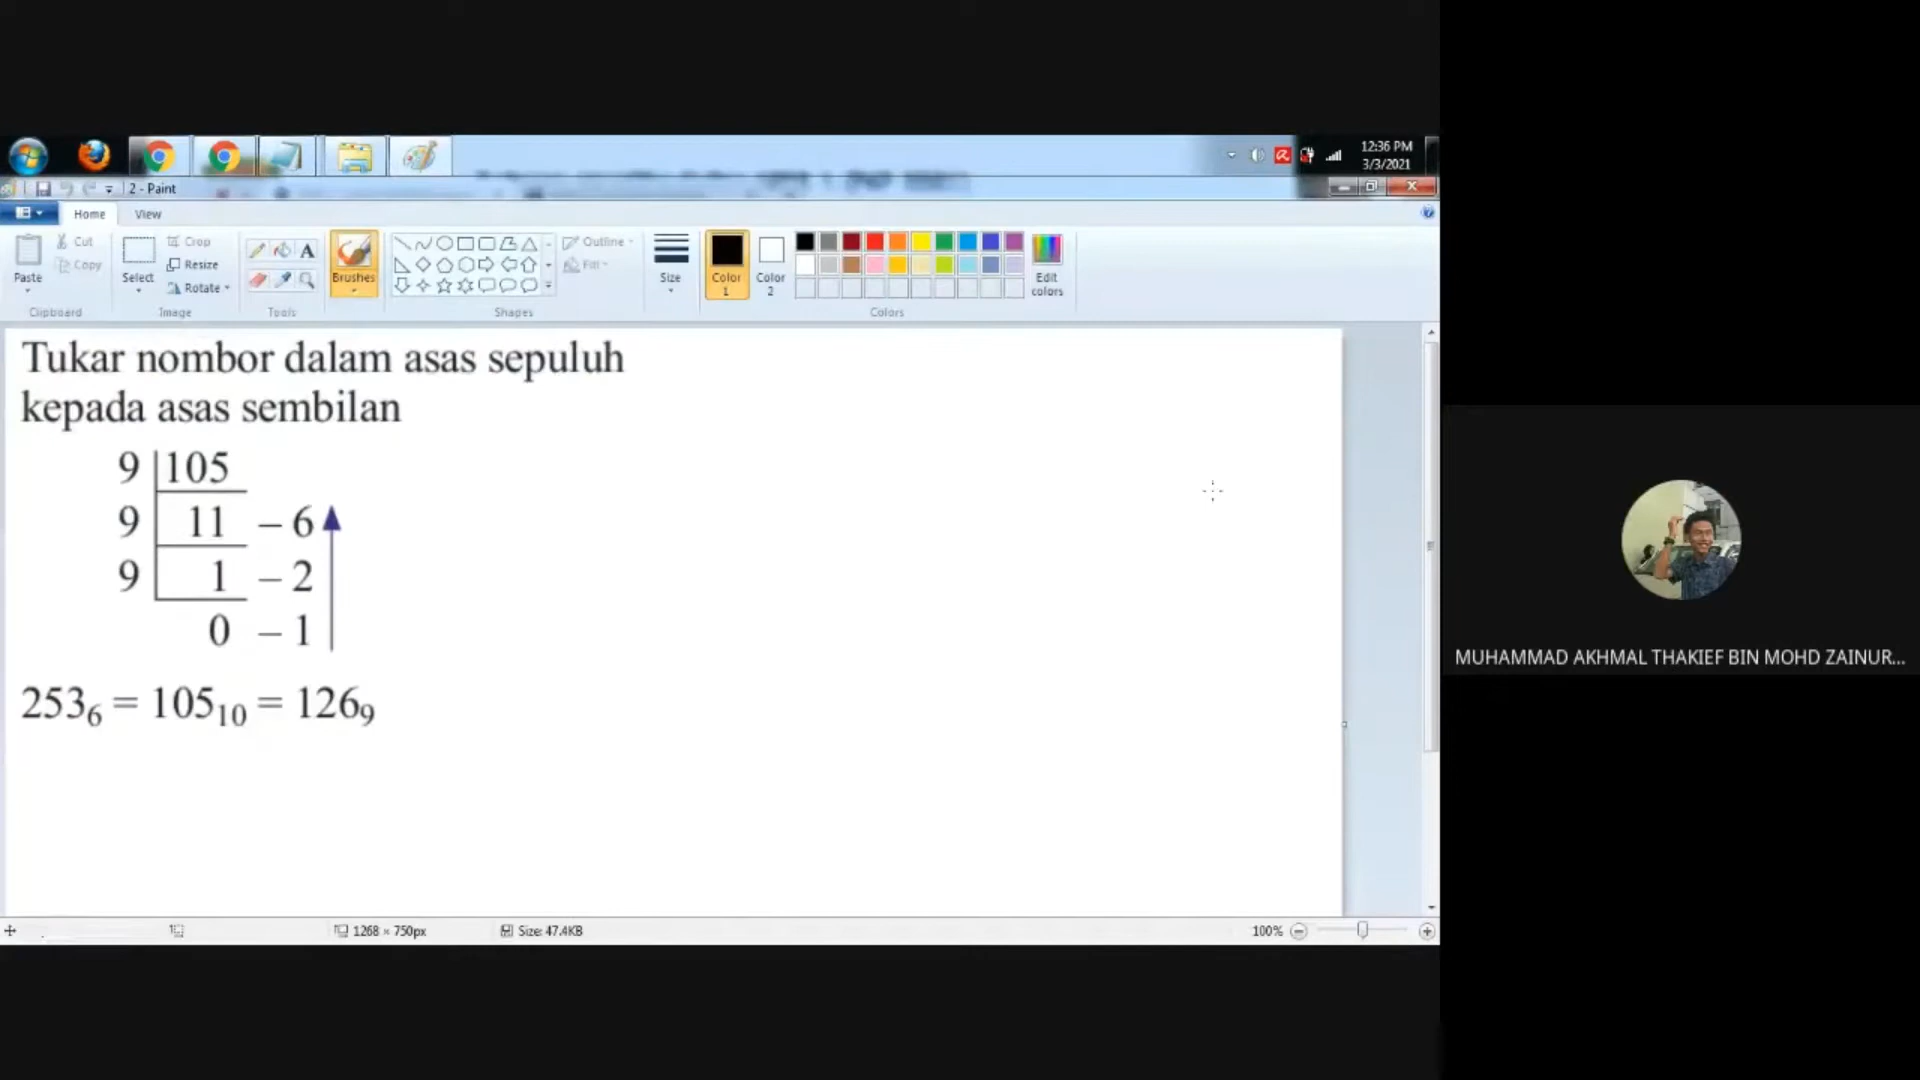 12:36 PM
3/3/2021
2 - Paint
Home View
Cut
Copy
Paste
Clipboard
Crop
Resize
Rotate
Select
Image
A
Tools
Brushes
Outline
Fill
Shapes
Size
Color 1
Color 2
Edit colors
Colors
Tukar nombor dalam asas sepuluh
kepada asas sembilan
9 105
9 11 – 6
9 1 – 2
0 – 1
253₆ = 105₁₀ = 126₉
MUHAMMAD AKHMAL THAKIEF BIN MOHD ZAINUR...
1268 × 750px
Size: 47.4KB
100%